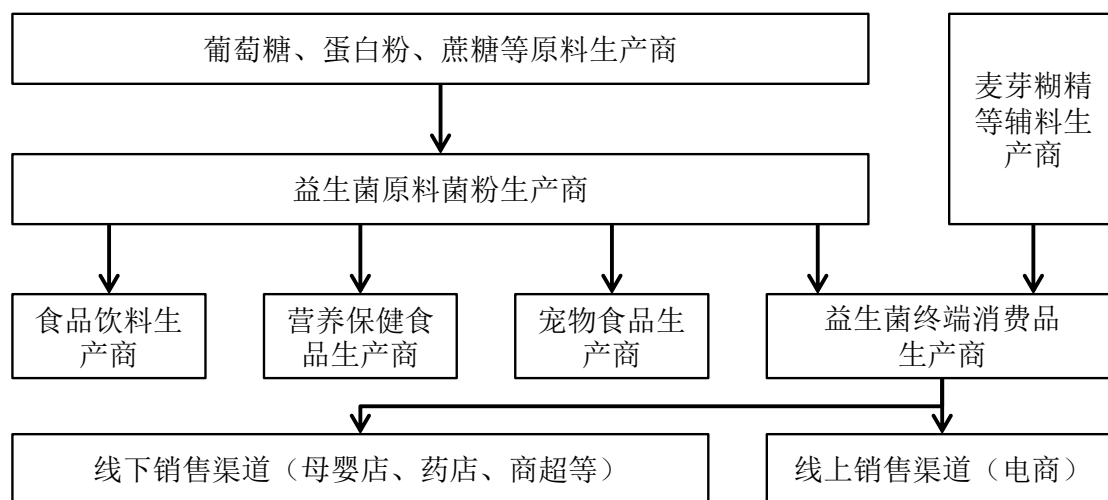 葡萄糖、蛋白粉、蔗糖等原料生产商
麦芽糊精
等辅料生
产商
益生菌原料菌粉生产商
食品饮料生
产商
营养保健食
品生产商
宠物食品生
产商
益生菌终端消费品
生产商
线下销售渠道（母婴店、药店、商超等）
线上销售渠道（电商）